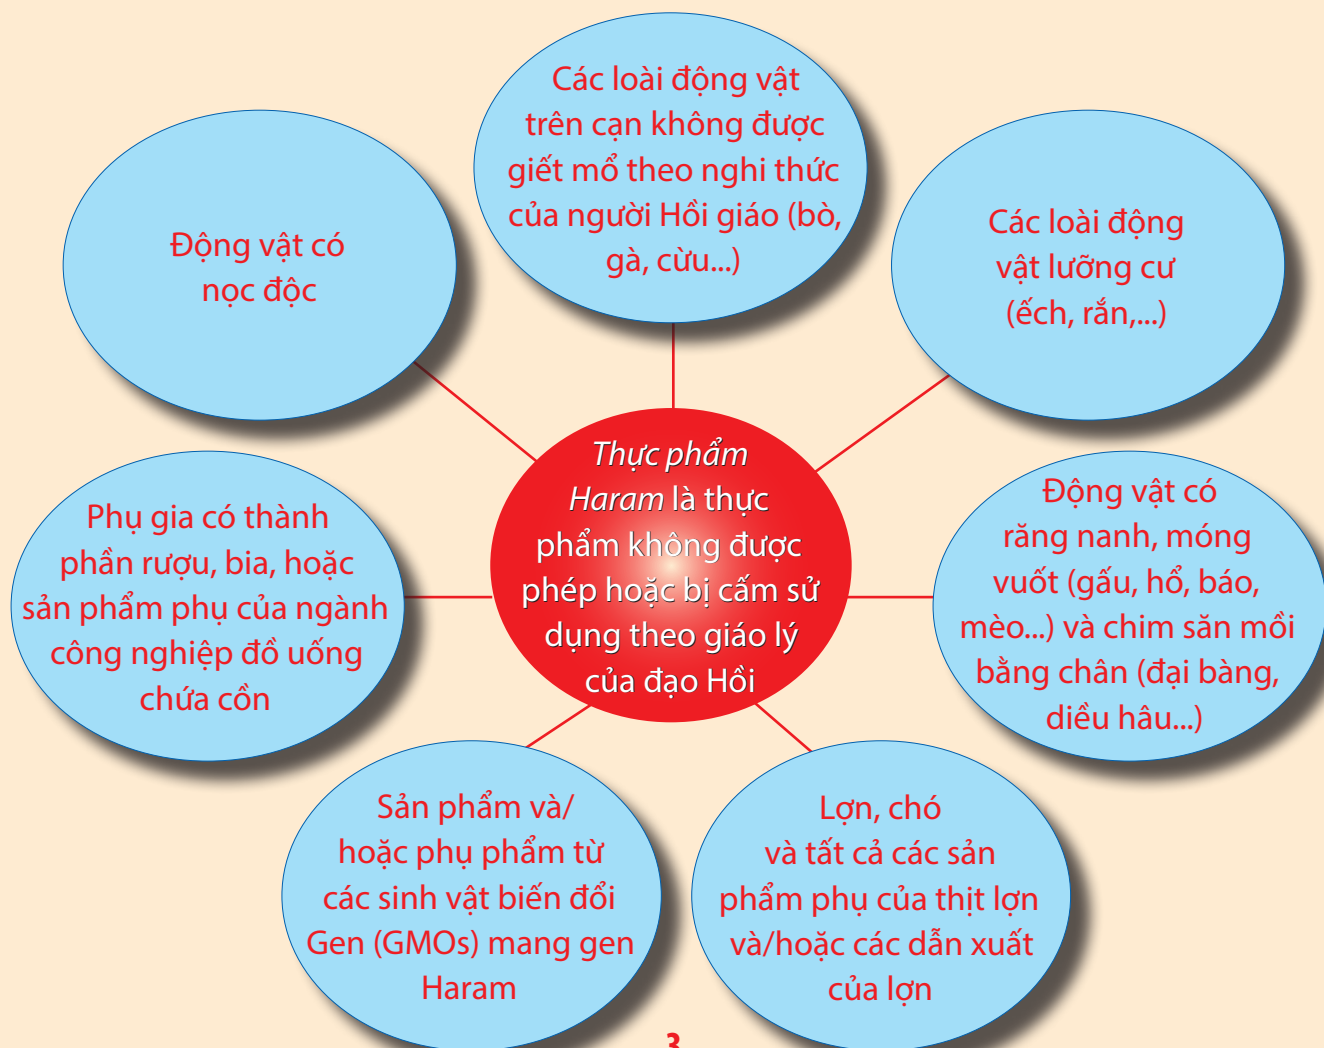 Các loài động vật
trên cạn không được
giết mổ theo nghi thức
của người Hồi giáo (bò,
gà, cừu...)
Động vật có
nọc độc
Các loài động
vật lưỡng cư
(ếch, rắn,...)
Thực phẩm
Haram là thực
phẩm không được
phép hoặc bị cấm sử
dụng theo giáo lý
của đạo Hồi
Phụ gia có thành
phần rượu, bia, hoặc
sản phẩm phụ của ngành
công nghiệp đồ uống
chứa cồn
Động vật có
răng nanh, móng
vuốt (gấu, hổ, báo,
mèo...) và chim săn mồi
bằng chân (đại bàng,
diều hâu...)
Sản phẩm và/
hoặc phụ phẩm từ
các sinh vật biến đổi
Gen (GMOs) mang gen
Haram
Lợn, chó
và tất cả các sản
phẩm phụ của thịt lợn
và/hoặc các dẫn xuất
của lợn
3